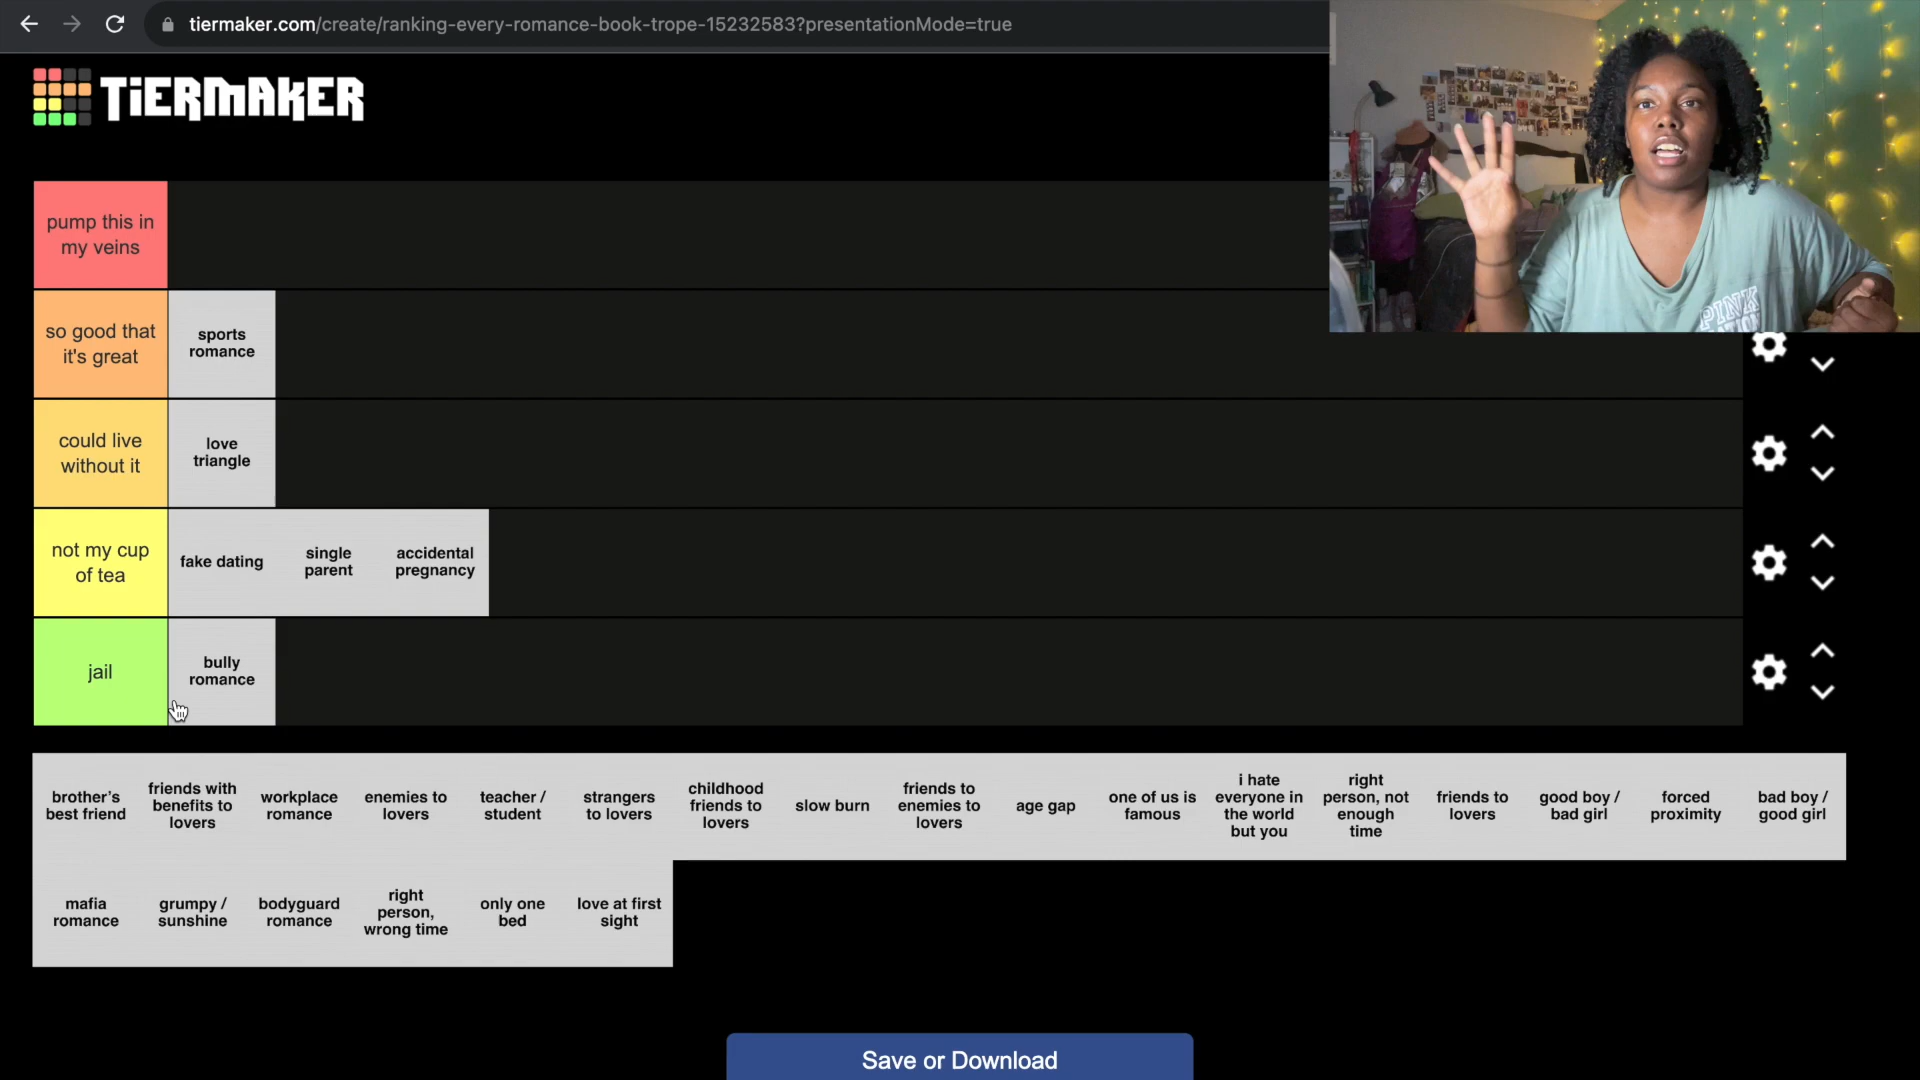 tiermaker.com/create/ranking-every-romance-book-trope-15232583?presentationMode=true
TiERMAKER
pump this in
my veins
so good that
it's great
sports
romance
could live
without it
love
triangle
not my cup
of tea
fake dating
single
parent
accidental
pregnancy
jail
bully
romance
brother's
best friend
friends with
benefits to
lovers
workplace
romance
enemies to
lovers
teacher /
student
strangers
to lovers
childhood
friends to
lovers
slow burn
friends to
enemies to
lovers
age gap
one of us is
famous
i hate
everyone in
the world
but you
right
person, not
enough
time
friends to
lovers
good boy /
bad girl
forced
proximity
bad boy /
good girl
mafia
romance
grumpy /
sunshine
bodyguard
romance
right
person,
wrong time
only one
bed
love at first
sight
Save or Download
PINK